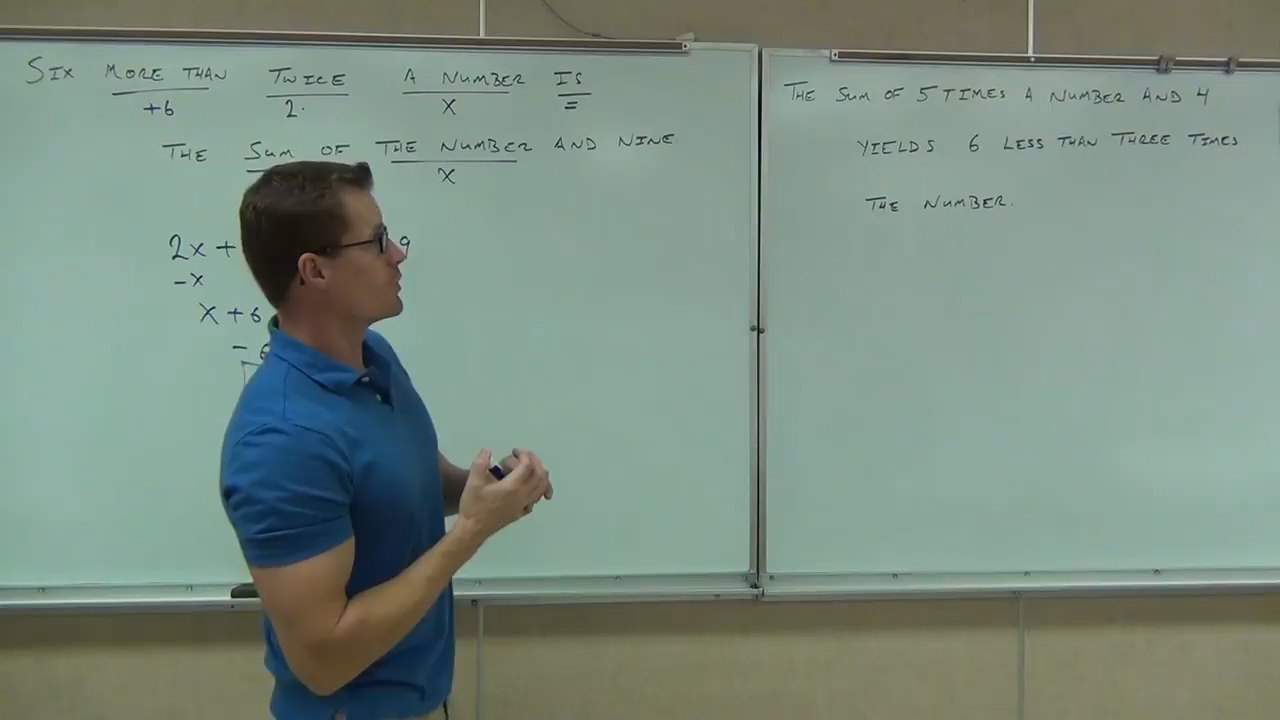 SIX MORE THAN TWICE A NUMBER IS
+6 2· x =
THE SUM OF THE NUMBER AND NINE
x
2x + 9
-x
x + 6
-
THE SUM OF 5 TIMES A NUMBER AND 4
YIELDS 6 LESS THAN THREE TIMES
THE NUMBER.